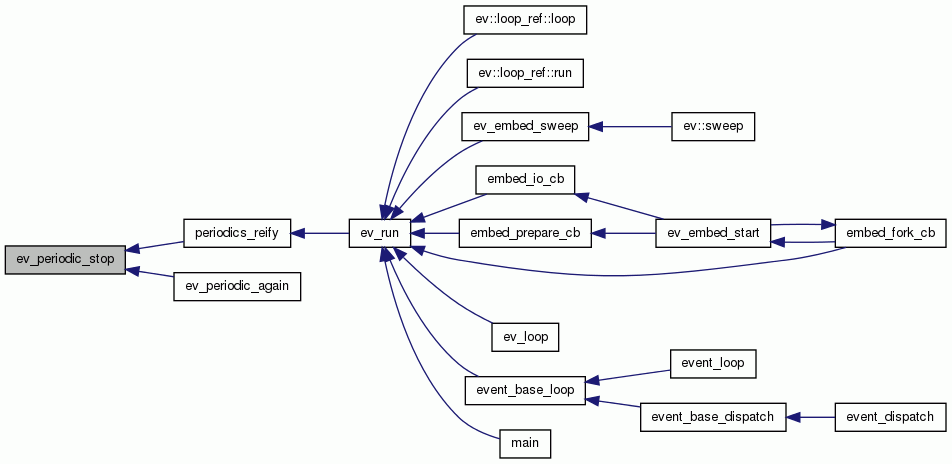 ev::loop_ref::loop
ev::loop_ref::run
ev_embed_sweep
ev::sweep
embed_io_cb
periodics_reify
ev_run
embed_prepare_cb
ev_embed_start
embed_fork_cb
ev_periodic_stop
ev_periodic_again
ev_loop
event_loop
event_base_loop
event_base_dispatch
event_dispatch
main